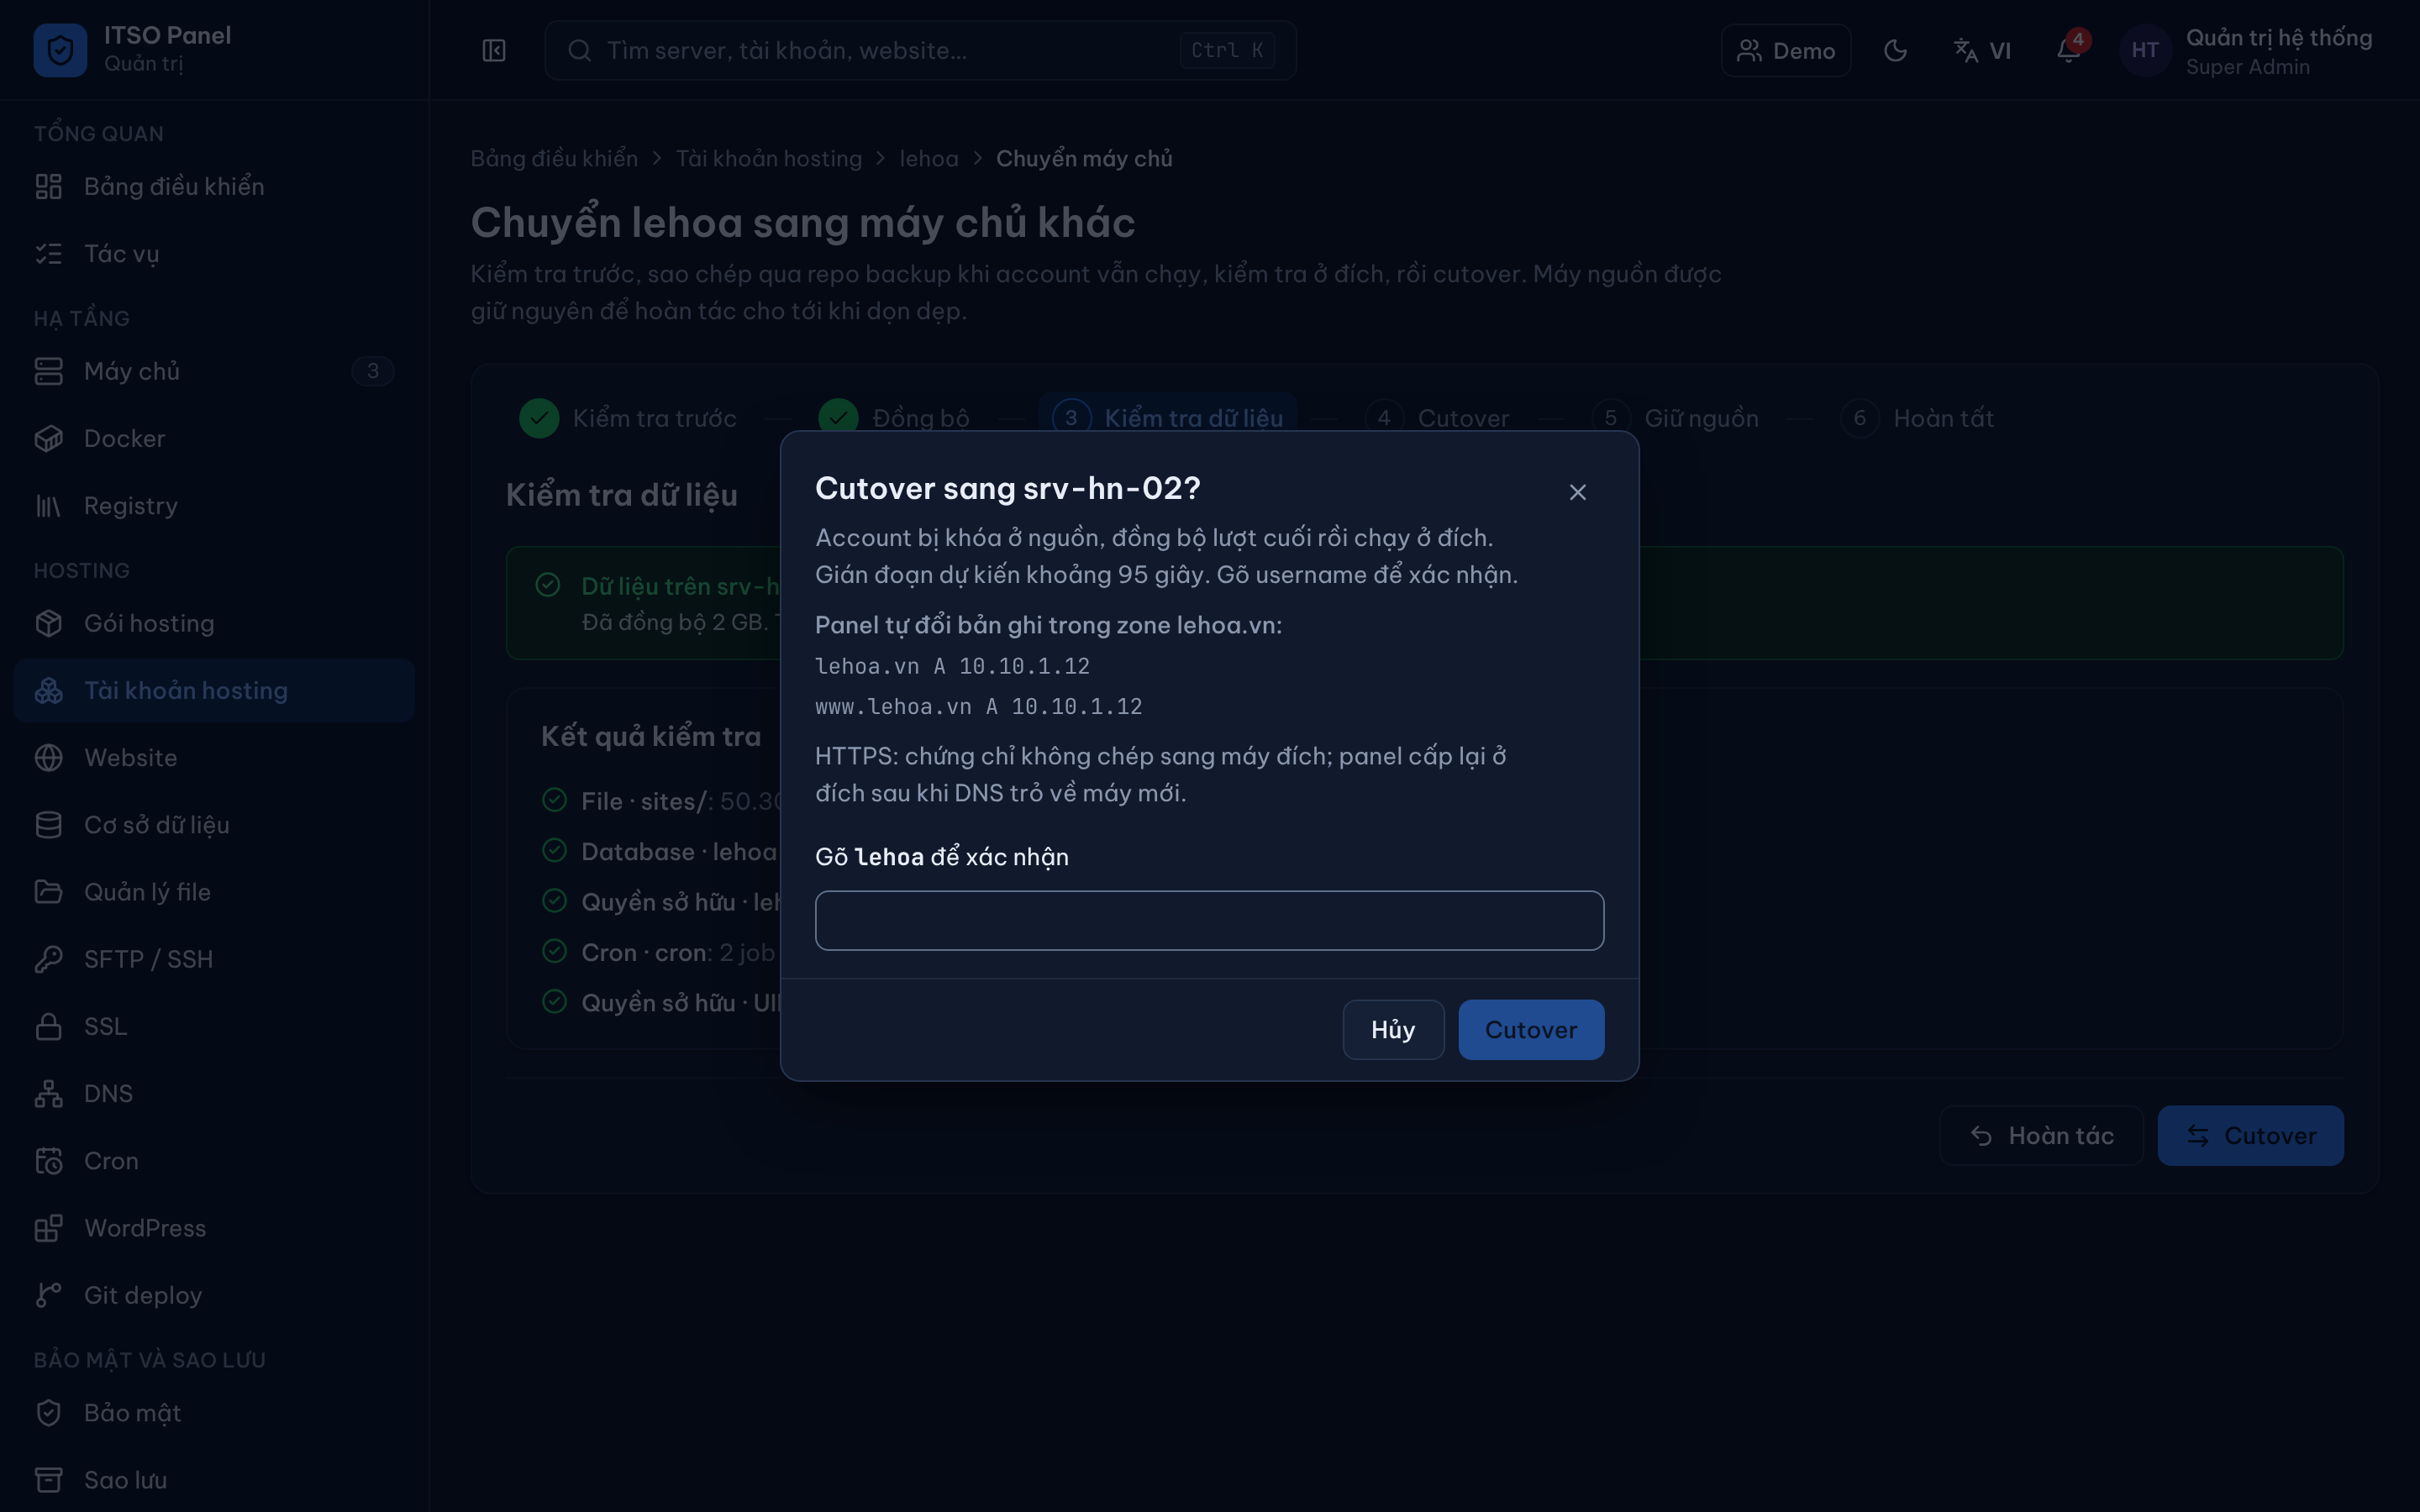 ITSO Panel
Quản trị
Tìm server, tài khoản, website...
Ctrl K
Demo
VI
4
HT
Quản trị hệ thống
Super Admin
TỔNG QUAN
Bảng điều khiển
Tác vụ
HẠ TẦNG
Máy chủ
3
Docker
Registry
HOSTING
Gói hosting
Tài khoản hosting
Website
Cơ sở dữ liệu
Quản lý file
SFTP / SSH
SSL
DNS
Cron
WordPress
Git deploy
BẢO MẬT VÀ SAO LƯU
Bảo mật
Sao lưu
Bảng điều khiển > Tài khoản hosting > lehoa > Chuyển máy chủ
Chuyển lehoa sang máy chủ khác
Kiểm tra trước, sao chép qua repo backup khi account vẫn chạy, kiểm tra ở đích, rồi cutover. Máy nguồn được
giữ nguyên để hoàn tác cho tới khi dọn dẹp.
Kiểm tra trước
Đồng bộ
3 Kiểm tra dữ liệu
4 Cutover
5 Giữ nguồn
6 Hoàn tất
Kiểm tra dữ liệu
Dữ liệu trên
Đã đồng bộ 2 GB.
Kết quả kiểm tra
File · sites/:
Database · lehoa
Quyền sở hữu ·
Cron · cron: 2 job
Quyền sở hữu ·
Cutover sang srv-hn-02?
Account bị khóa ở nguồn, đồng bộ lượt cuối rồi chạy ở đích.
Gián đoạn dự kiến khoảng 95 giây. Gõ username để xác nhận.
Panel tự đổi bản ghi trong zone lehoa.vn:
lehoa.vn A 10.10.1.12
www.lehoa.vn A 10.10.1.12
HTTPS: chứng chỉ không chép sang máy đích; panel cấp lại ở
đích sau khi DNS trỏ về máy mới.
Gõ lehoa để xác nhận
Hủy
Cutover
Hoàn tác
Cutover